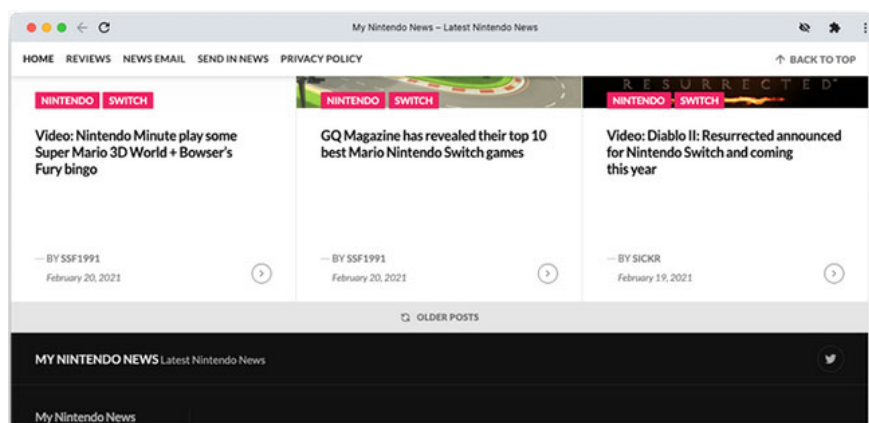 My Nintendo News – Latest Nintendo News
HOME REVIEWS NEWS EMAIL SEND IN NEWS PRIVACY POLICY
BACK TO TOP
NINTENDO SWITCH
Video: Nintendo Minute play some
Super Mario 3D World + Bowser's
Fury bingo
— BY SSF1991
February 20, 2021
NINTENDO SWITCH
GQ Magazine has revealed their top 10
best Mario Nintendo Switch games
— BY SSF1991
February 20, 2021
RESURRECTED
NINTENDO SWITCH
Video: Diablo II: Resurrected announced
for Nintendo Switch and coming
this year
— BY SICKR
February 19, 2021
OLDER POSTS
MY NINTENDO NEWS Latest Nintendo News
My Nintendo News